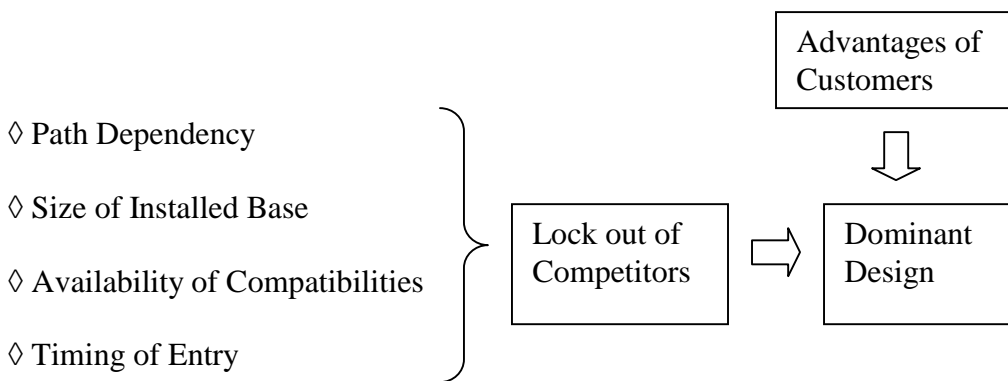 Advantages of
Customers
◊ Path Dependency
◊ Size of Installed Base
◊ Availability of Compatibilities
◊ Timing of Entry
Lock out of
Competitors
Dominant
Design